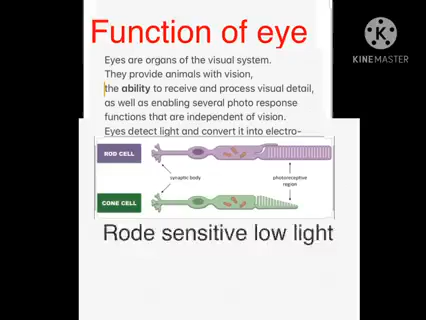 Function of eye
K
KINEMASTER
Eyes are organs of the visual system.
They provide animals with vision,
the ability to receive and process visual detail,
as well as enabling several photo response
functions that are independent of vision.
Eyes detect light and convert it into electro-
ROD CELL
synaptic body
photoreceptive
region
CONE CELL
Rode sensitive low light